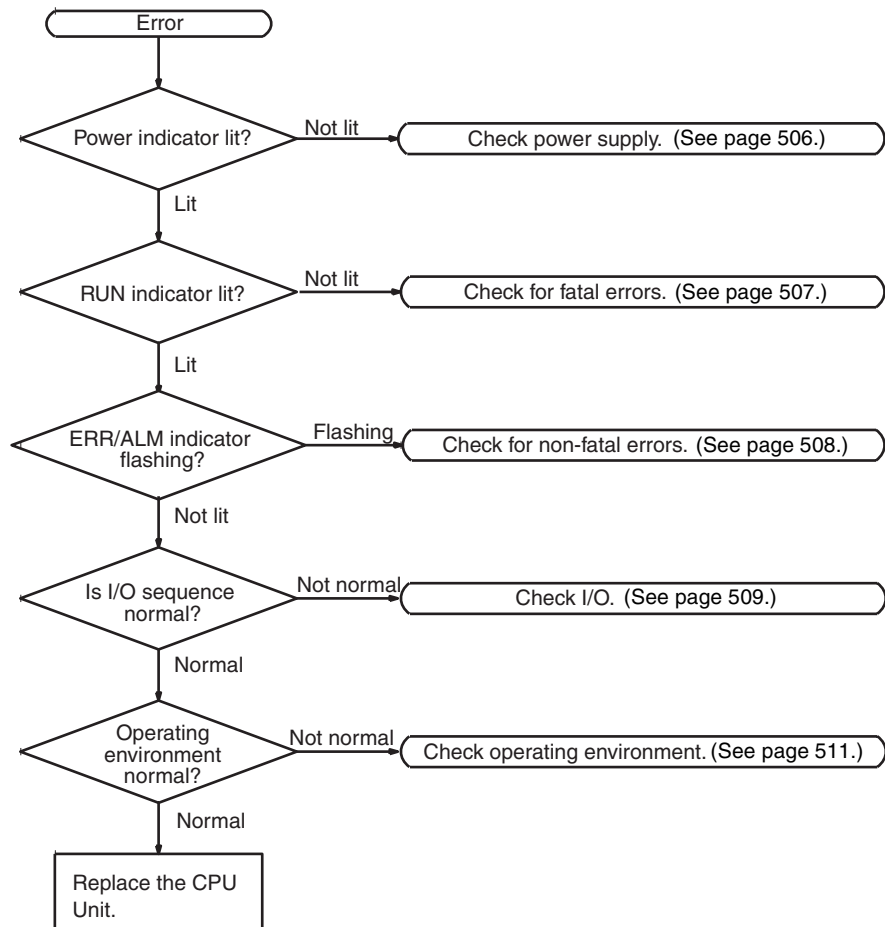 Error
Power indicator lit?
Not lit
Check power supply. (See page 506.)
Lit
RUN indicator lit?
Not lit
Check for fatal errors. (See page 507.)
Lit
ERR/ALM indicator
flashing?
Flashing
Check for non-fatal errors. (See page 508.)
Not lit
Is I/O sequence
normal?
Not normal
Check I/O. (See page 509.)
Normal
Operating
environment
normal?
Not normal
Check operating environment. (See page 511.)
Normal
Replace the CPU
Unit.